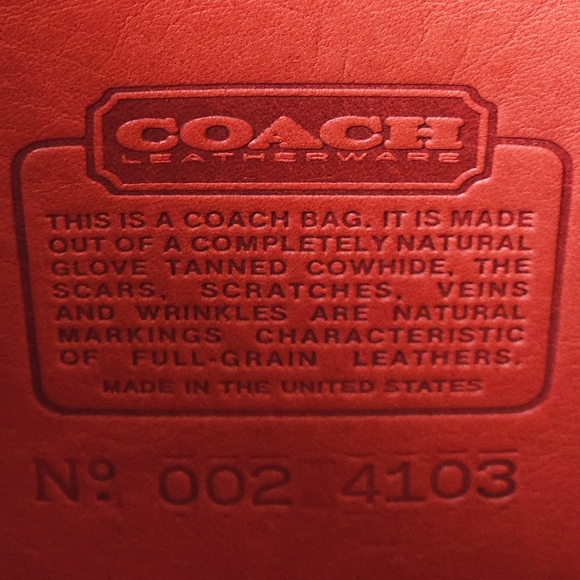 COACH
LEATHERWARE
THIS IS A COACH BAG. IT IS MADE
OUT OF A COMPLETELY NATURAL
GLOVE TANNED COWHIDE, THE
SCARS, SCRATCHES, VEINS
AND WRINKLES ARE NATURAL
MARKINGS CHARACTERISTIC
OF FULL-GRAIN LEATHERS.
MADE IN THE UNITED STATES
Nº: 002 4103